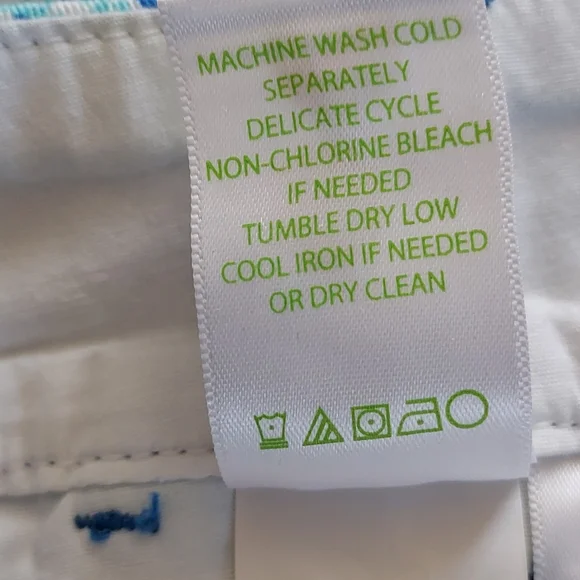 MACHINE WASH COLD
SEPARATELY
DELICATE CYCLE
NON-CHLORINE BLEACH
IF NEEDED
TUMBLE DRY LOW
COOL IRON IF NEEDED
OR DRY CLEAN